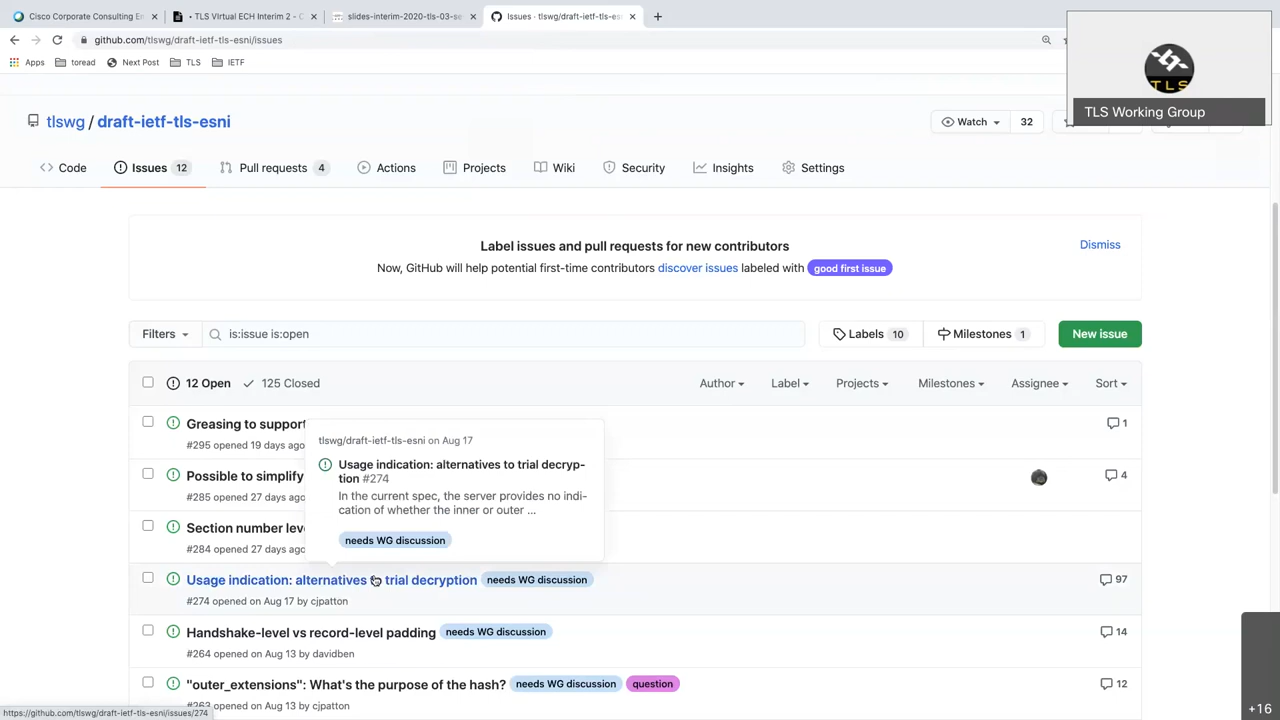 Cisco Corporate Consulting E
• TLS Virtual ECH Interim 2 - C
slides-interim-2020-tls-03-se
Issues · tlswg/draft-ietf-tls-esni
github.com/tlswg/draft-ietf-tls-esni/issues
Apps toread Next Post TLS IETF
TLS
TLS Working Group
tlswg / draft-ietf-tls-esni
Watch 32
Code Issues 12 Pull requests 4 Actions Projects Wiki Security Insights Settings
Label issues and pull requests for new contributors
Dismiss
Now, GitHub will help potential first-time contributors discover issues labeled with good first issue
Filters is:issue is:open Labels 10 Milestones 1 New issue
12 Open 125 Closed Author Label Projects Milestones Assignee Sort
Greasing to support 1
#295 opened 19 days ago
Possible to simplify 4
#285 opened 27 days ago
Section number lev
#284 opened 27 days ago
tlswg/draft-ietf-tls-esni on Aug 17
Usage indication: alternatives to trial decryp-
tion #274
In the current spec, the server provides no indi-
cation of whether the inner or outer ...
needs WG discussion
Usage indication: alternatives trial decryption needs WG discussion 97
#274 opened on Aug 17 by cjpatton
Handshake-level vs record-level padding needs WG discussion 14
#264 opened on Aug 13 by davidben
"outer_extensions": What's the purpose of the hash? needs WG discussion question 12
#263 opened on Aug 13 by cjpatton
https://github.com/tlswg/draft-ietf-tls-esni/issues/274
+16